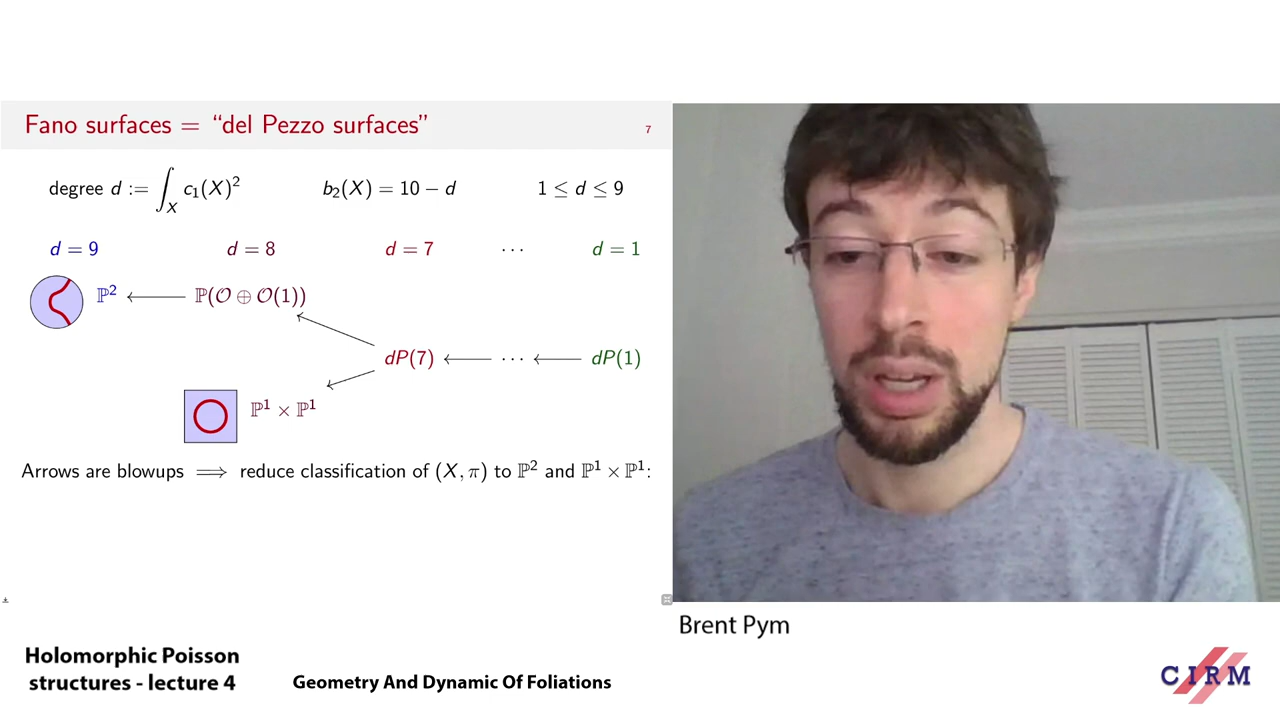 Fano surfaces = “del Pezzo surfaces”
7
degree d := ∫_X c₁(X)²    b₂(X) = 10 − d    1 ≤ d ≤ 9
d = 9    d = 8    d = 7    ···    d = 1
ℙ² ← ℙ(𝒪 ⊕ 𝒪(1))
dP(7) ← ··· ← dP(1)
ℙ¹ × ℙ¹
Arrows are blowups ⟹ reduce classification of (X, π) to ℙ² and ℙ¹ × ℙ¹:
Brent Pym
Holomorphic Poisson
structures - lecture 4
Geometry And Dynamic Of Foliations
CIRM